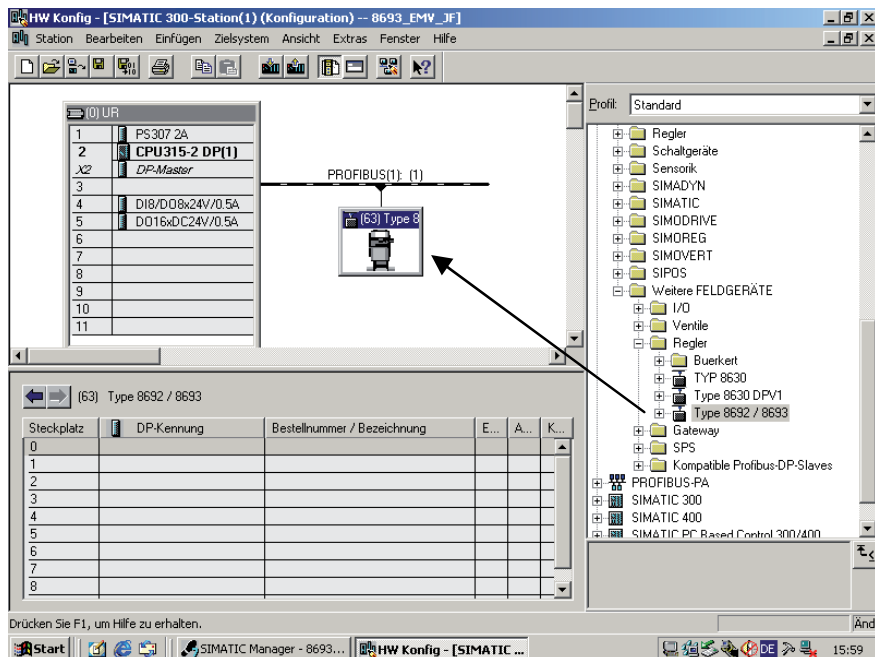 HW Konfig - [SIMATIC 300-Station(1) (Konfiguration) -- 8693_EMV_JF]
Station Bearbeiten Einfügen Zielsystem Ansicht Extras Fenster Hilfe
(0) UR
1 PS307 2A
2 CPU315-2 DP(1)
X2 DP-Master
3
4 DI8/DO8x24V/0.5A
5 DO16xDC24V/0.5A
6
7
8
9
10
11
PROFIBUS(1): (1)
(63) Type 8
Profil: Standard
Regler
Schaltgeräte
Sensorik
SIMADYN
SIMATIC
SIMODRIVE
SIMOREG
SIMOVERT
SIPOS
Weitere FELDGERÄTE
I/O
Ventile
Regler
Buerkert
TYP 8630
Type 8630 DPV1
Type 8692 / 8693
Gateway
SPS
Kompatible Profibus-DP-Slaves
PROFIBUS-PA
SIMATIC 300
SIMATIC 400
SIMATIC PC Based Control 300/400
(63) Type 8692 / 8693
Steckplatz DP-Kennung Bestellnummer / Bezeichnung E... A... K...
0
1
2
3
4
5
6
7
8
Drücken Sie F1, um Hilfe zu erhalten.
Änd
Start SIMATIC Manager - 8693... HW Konfig - [SIMATIC ... DE 15:59